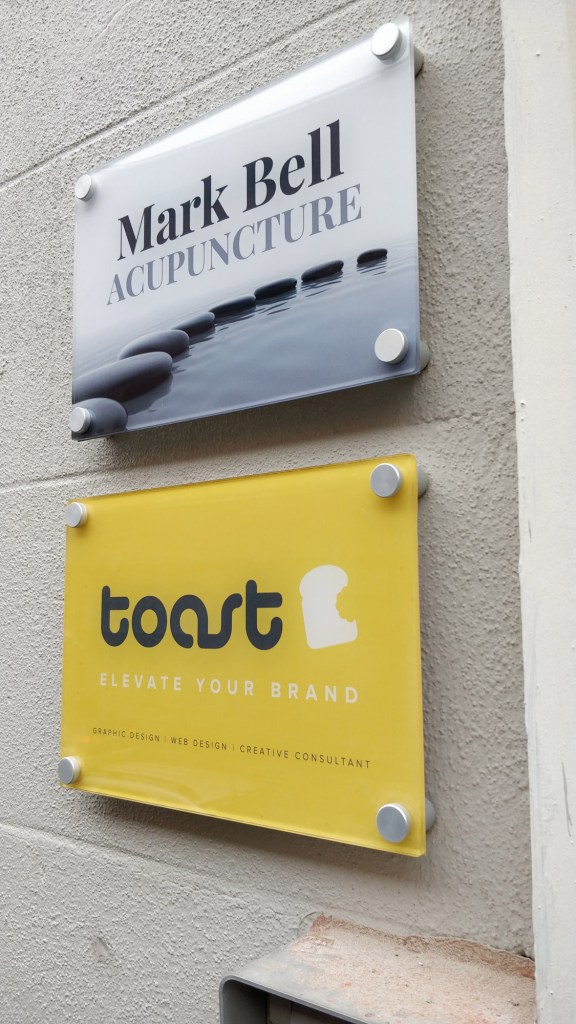 Mark Bell
ACUPUNCTURE
toast
ELEVATE YOUR BRAND
GRAPHIC DESIGN | WEB DESIGN | CREATIVE CONSULTANT